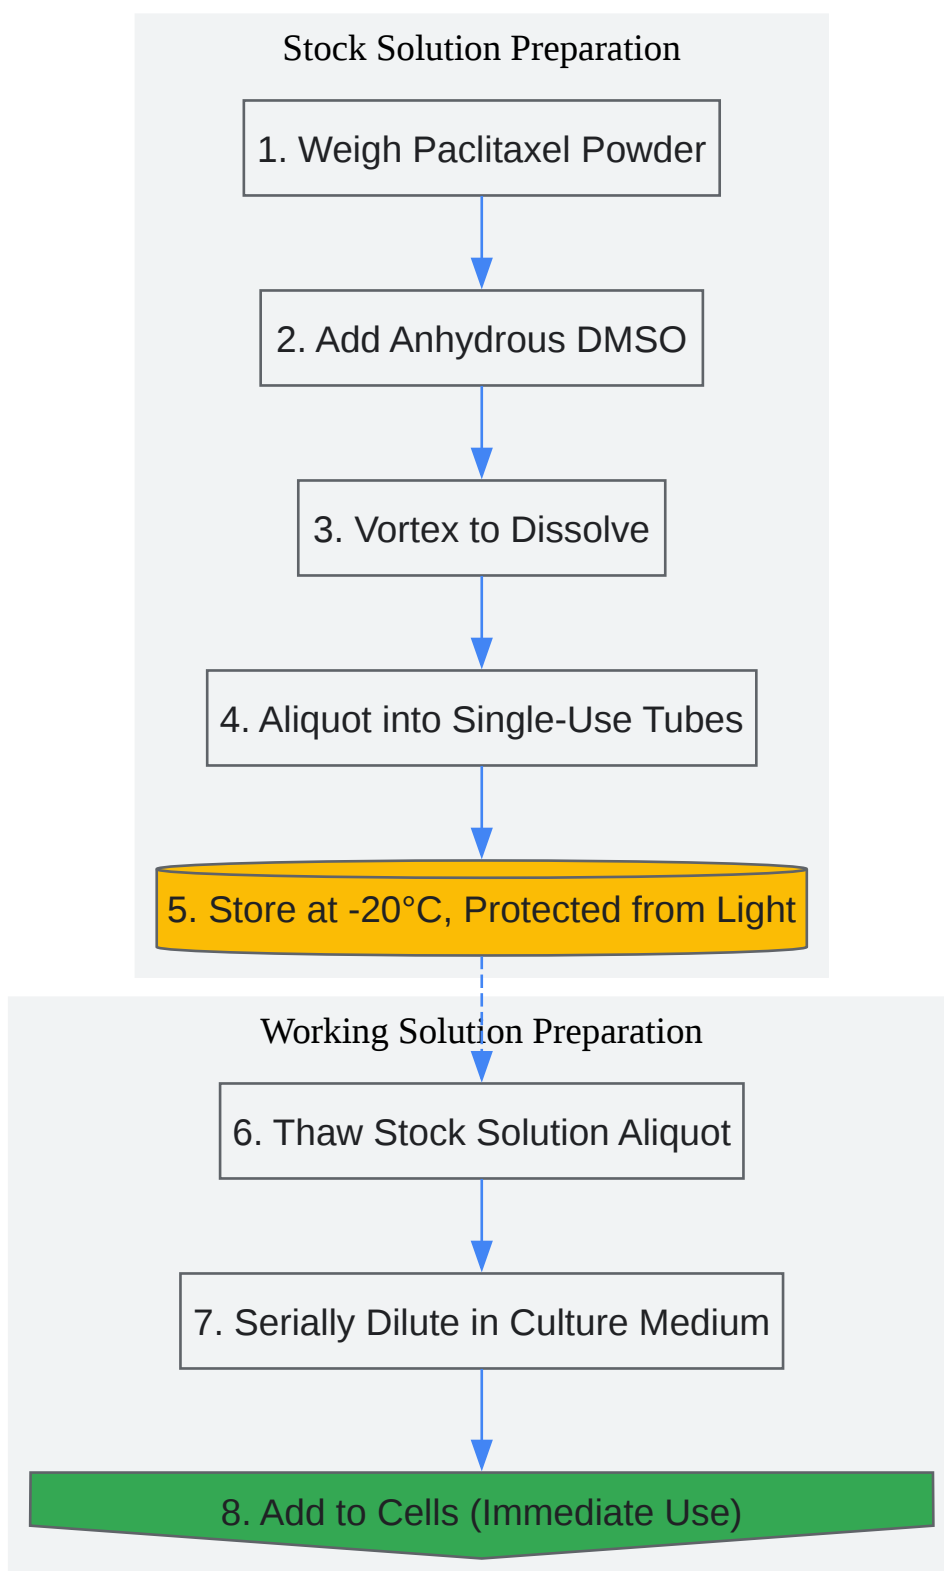 Stock Solution Preparation
1. Weigh Paclitaxel Powder
2. Add Anhydrous DMSO
3. Vortex to Dissolve
4. Aliquot into Single-Use Tubes
5. Store at -20°C, Protected from Light
Working Solution Preparation
6. Thaw Stock Solution Aliquot
7. Serially Dilute in Culture Medium
8. Add to Cells (Immediate Use)